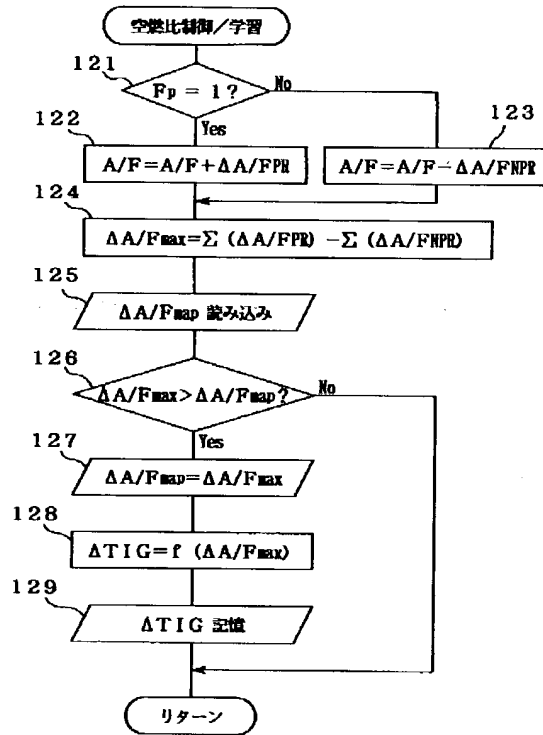 空燃比制御/学習
121
Fp = 1?
No
Yes
122
A/F=A/F+ΔA/FPR
123
A/F=A/F-ΔA/FNPR
124
ΔA/Fmax=Σ (ΔA/FPR) -Σ (ΔA/FNPR)
125
ΔA/Fmap 読み込み
126
ΔA/Fmax>ΔA/Fmap?
No
Yes
127
ΔA/Fmap=ΔA/Fmax
128
ΔTIG=f (ΔA/Fmax)
129
ΔTIG 記憶
リターン